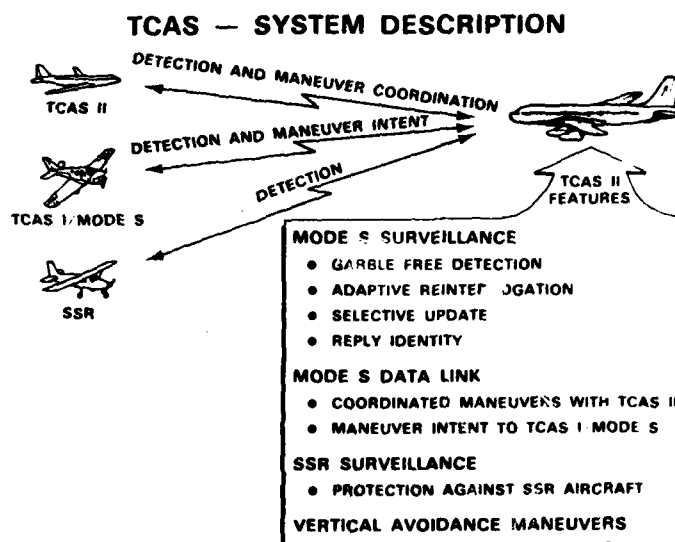 TCAS — SYSTEM DESCRIPTION
DETECTION AND MANEUVER COORDINATION
TCAS II
DETECTION AND MANEUVER INTENT
TCAS I/MODE S
DETECTION
SSR
TCAS II
FEATURES
MODE S SURVEILLANCE
• GARBLE FREE DETECTION
• ADAPTIVE
• SELECTIVE UPDATE
• REPLY IDENTITY
MODE S DATA LINK
• COORDINATED MANEUVERS WITH TCAS II
• MANEUVER INTENT TO TCAS I MODE S
SSR SURVEILLANCE
• PROTECTION AGAINST SSR AIRCRAFT
VERTICAL AVOIDANCE MANEUVERS